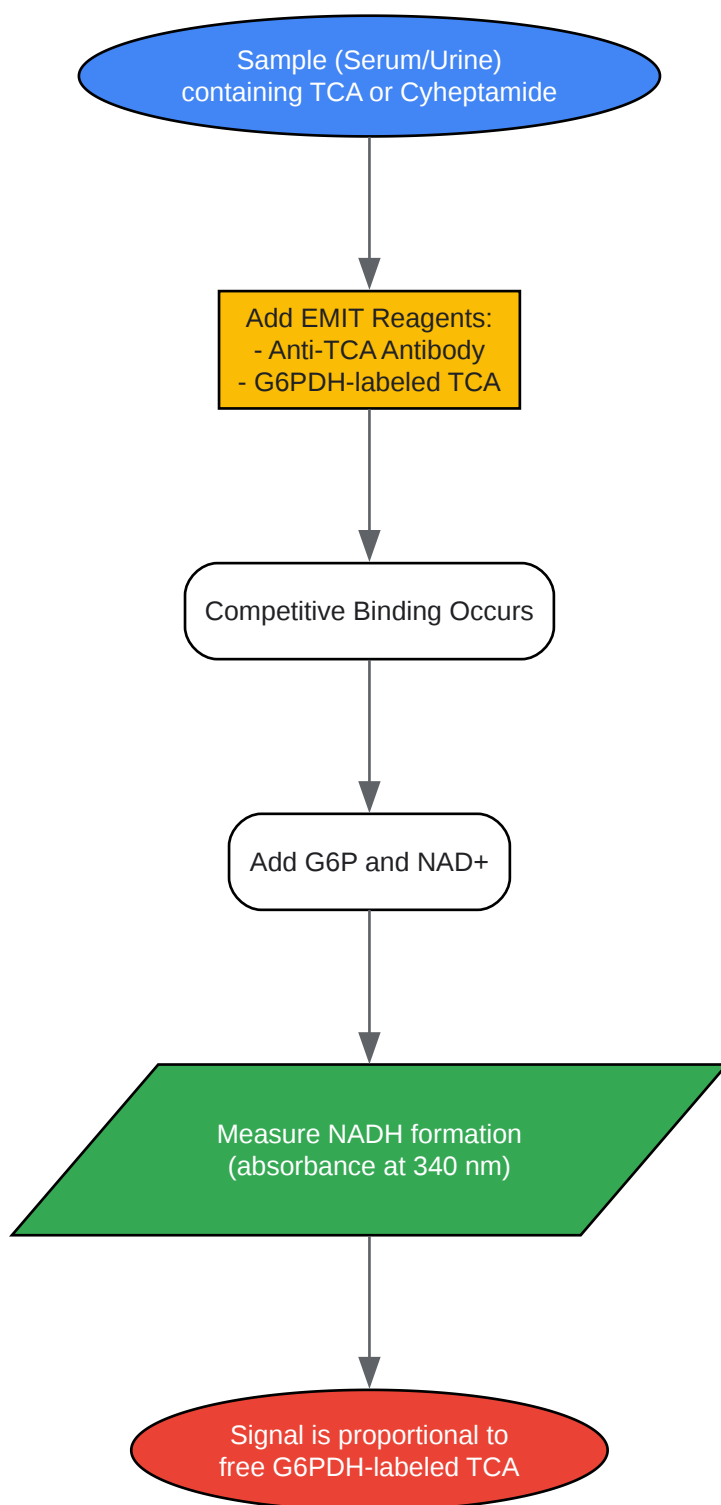 Sample (Serum/Urine)
containing TCA or Cyheptamide
Add EMIT Reagents:
- Anti-TCA Antibody
- G6PDH-labeled TCA
Competitive Binding Occurs
Add G6P and NAD+
Measure NADH formation
(absorbance at 340 nm)
Signal is proportional to
free G6PDH-labeled TCA